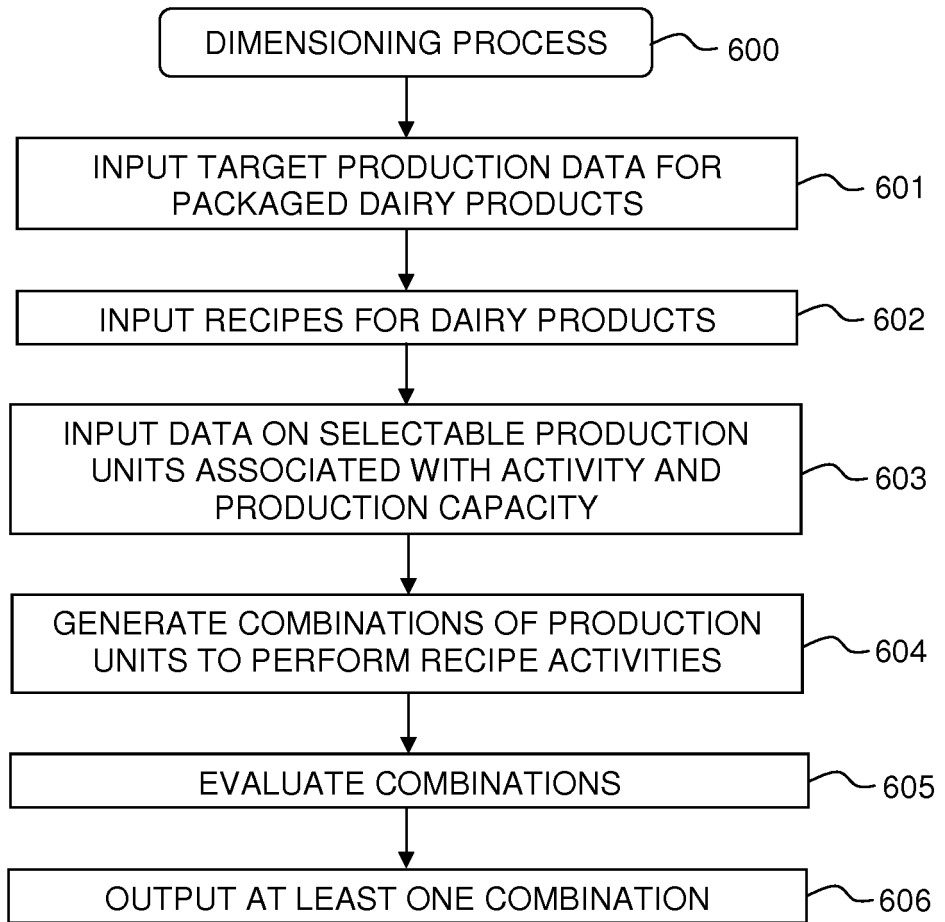 DIMENSIONING PROCESS
600
INPUT TARGET PRODUCTION DATA FOR
PACKAGED DAIRY PRODUCTS
601
INPUT RECIPES FOR DAIRY PRODUCTS
602
INPUT DATA ON SELECTABLE PRODUCTION
UNITS ASSOCIATED WITH ACTIVITY AND
PRODUCTION CAPACITY
603
GENERATE COMBINATIONS OF PRODUCTION
UNITS TO PERFORM RECIPE ACTIVITIES
604
EVALUATE COMBINATIONS
605
OUTPUT AT LEAST ONE COMBINATION
606